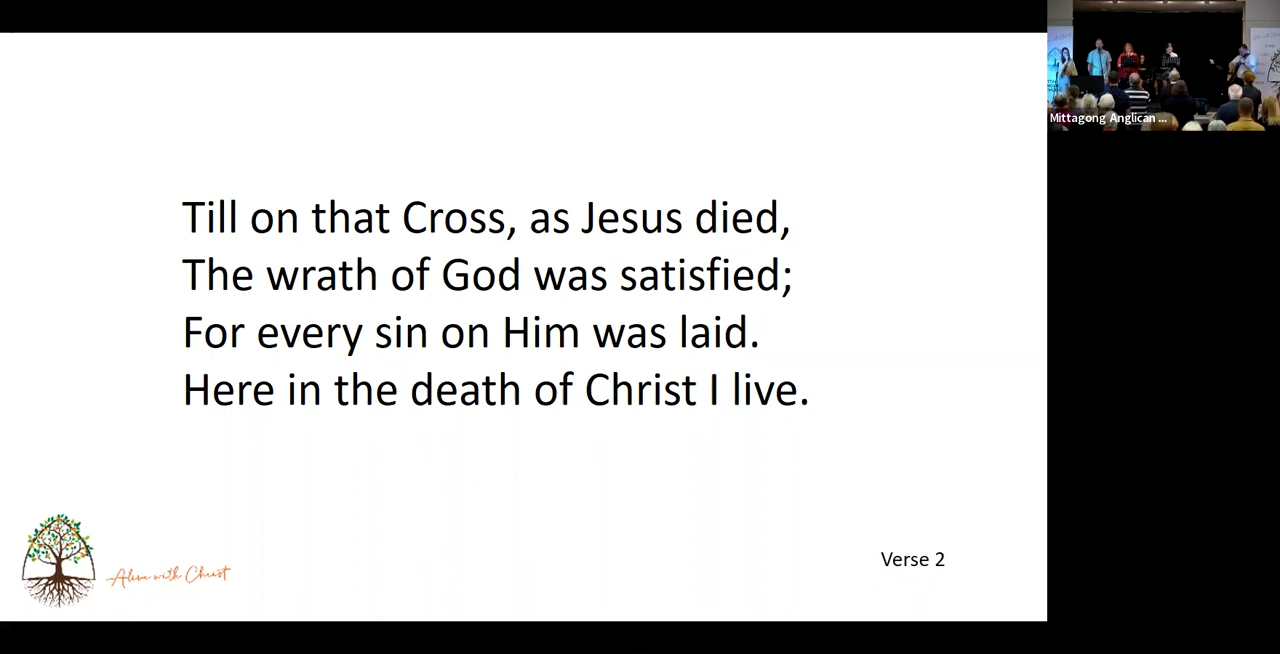 Till on that Cross, as Jesus died,
The wrath of God was satisfied;
For every sin on Him was laid.
Here in the death of Christ I live.
Alive with Christ
Verse 2
Mittagong Anglican ...